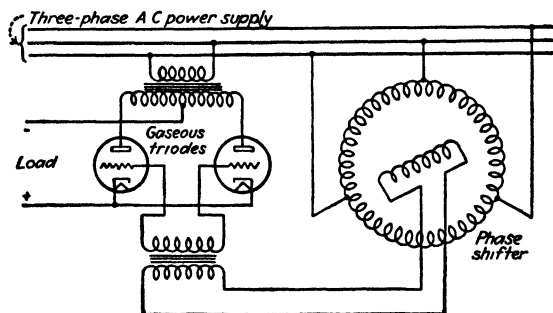 Three-phase A C power supply
-
Gaseous
triodes
Load
+
Phase
shifter